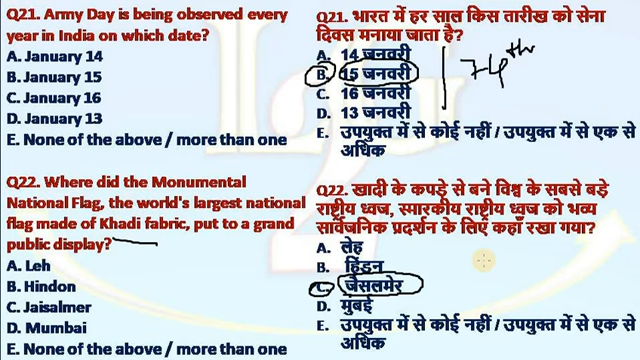 Q21. Army Day is being observed every
year in India on which date?
A. January 14
B. January 15
C. January 16
D. January 13
E. None of the above / more than one
Q22. Where did the Monumental
National Flag, the world's largest national
flag made of Khadi fabric, put to a grand
public display?
A. Leh
B. Hindon
C. Jaisalmer
D. Mumbai
E. None of the above / more than one
Q21. भारत में हर साल किस तारीख को सेना
दिवस मनाया जाता है?
A. 14 जनवरी
B. 15 जनवरी
C. 16 जनवरी
D. 13 जनवरी
E. उपयुक्त में से कोई नहीं / उपयुक्त में से एक से
अधिक
74th
Q22. खादी के कपड़े से बने विश्व के सबसे बड़े
राष्ट्रीय ध्वज, स्मारकीय राष्ट्रीय ध्वज को भव्य
सार्वजनिक प्रदर्शन के लिए कहाँ रखा गया?
A. लेह
B. हिंडन
C. जैसलमेर
D. मुंबई
E. उपयुक्त में से कोई नहीं / उपयुक्त में से एक से
अधिक